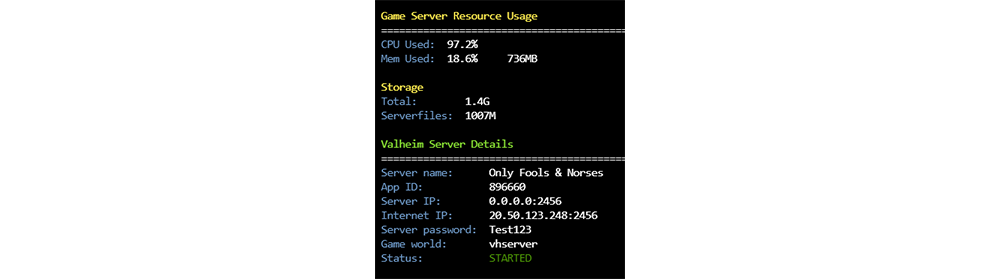 Game Server Resource Usage
=========================================
CPU Used: 97.2%
Mem Used: 18.6% 736MB
Storage
Total: 1.4G
Serverfiles: 1007M
Valheim Server Details
=========================================
Server name: Only Fools & Norses
App ID: 896660
Server IP: 0.0.0.0:2456
Internet IP: 20.50.123.248:2456
Server password: Test123
Game world: vhserver
Status: STARTED